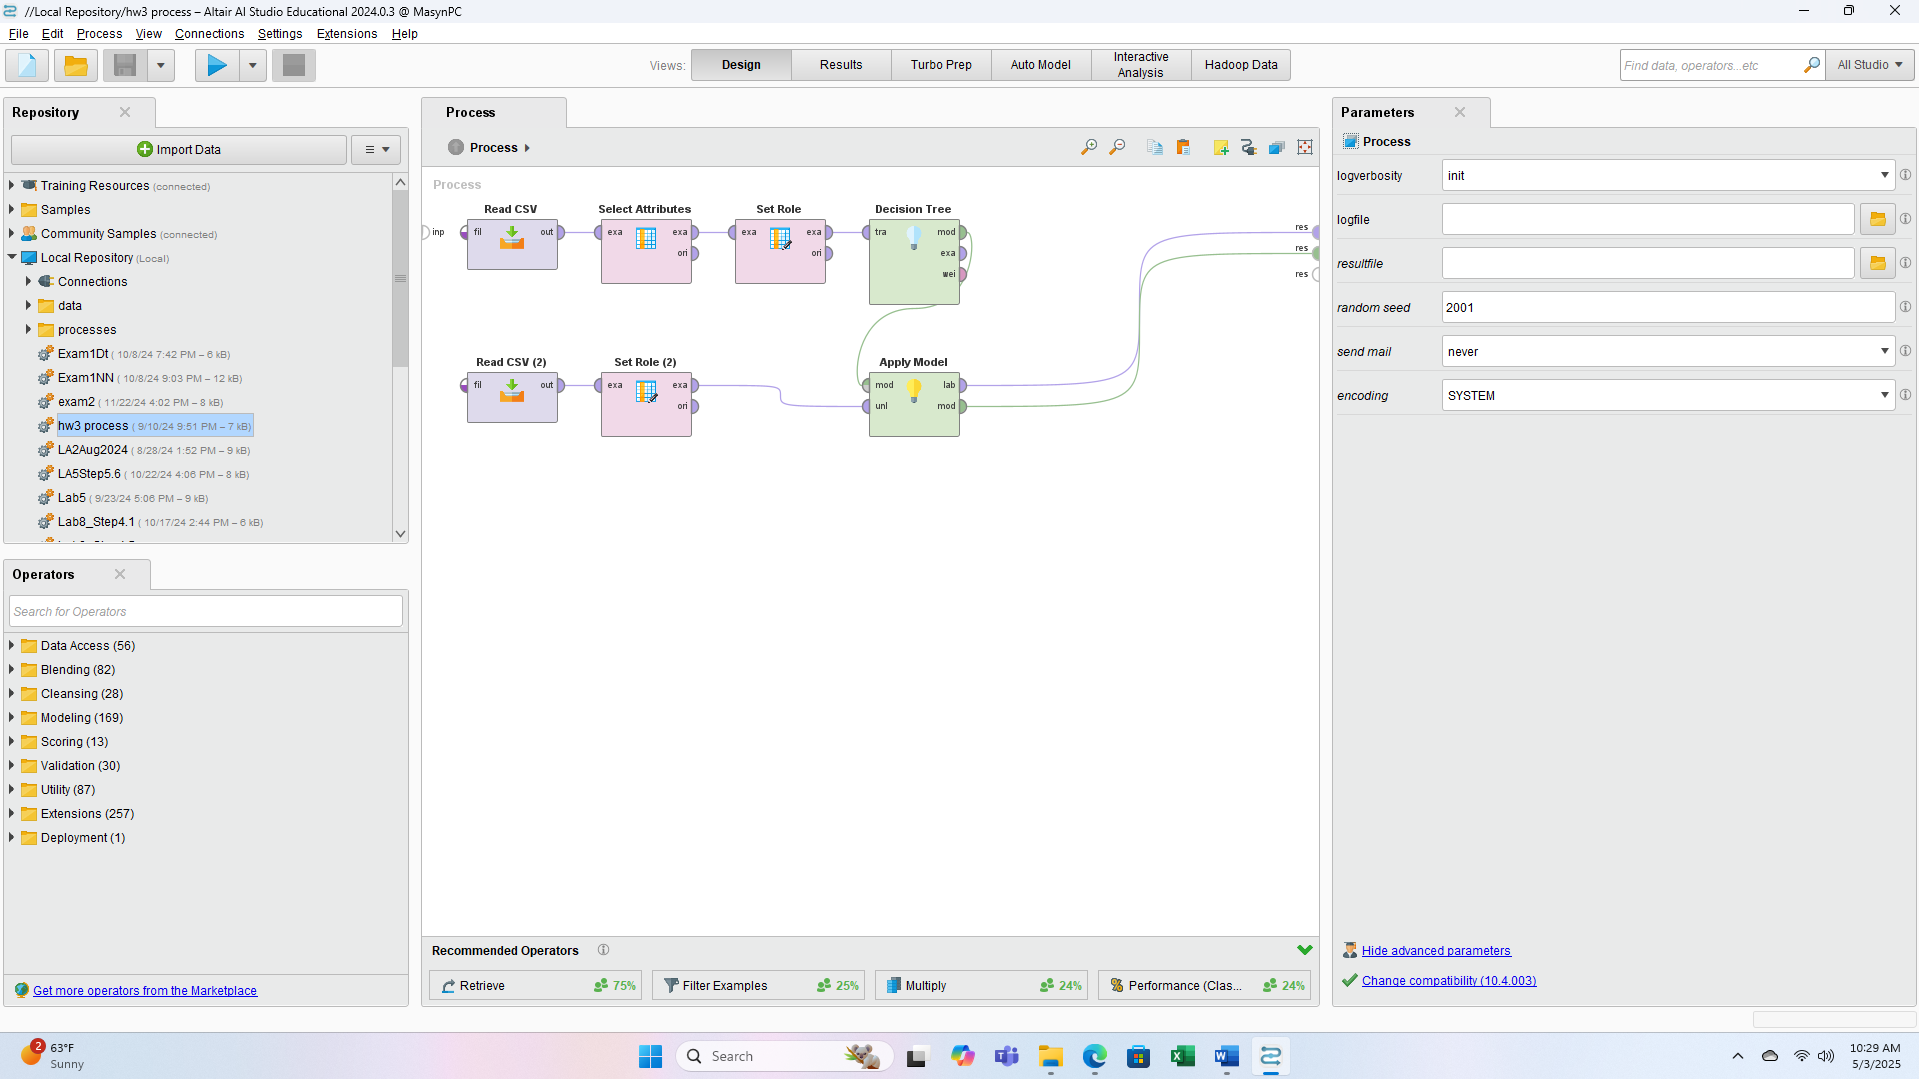 //Local Repository/hw3 process – Altair AI Studio Educational 2024.0.3 @ MasynPC
File Edit Process View Connections Settings Extensions Help
Views: Design Results Turbo Prep Auto Model Interactive Analysis Hadoop Data
Find data, operators...etc All Studio
Repository
Import Data
Training Resources (connected)
Samples
Community Samples (connected)
Local Repository (Local)
Connections
data
processes
Exam1Dt ( 10/8/24 7:42 PM – 6 kB)
Exam1NN ( 10/8/24 9:03 PM – 12 kB)
exam2 ( 11/22/24 4:02 PM – 8 kB)
hw3 process ( 9/10/24 9:51 PM – 7 kB)
LA2Aug2024 ( 8/28/24 1:52 PM – 9 kB)
LA5Step5.6 ( 10/22/24 4:06 PM – 8 kB)
Lab5 ( 9/23/24 5:06 PM – 9 kB)
Lab8_Step4.1 ( 10/17/24 2:44 PM – 6 kB)
Operators
Search for Operators
Data Access (56)
Blending (82)
Cleansing (28)
Modeling (169)
Scoring (13)
Validation (30)
Utility (87)
Extensions (257)
Deployment (1)
Get more operators from the Marketplace
Process
Process
Process
Read CSV Select Attributes Set Role Decision Tree
inp fil out exa exa exa exa tra mod res
ori ori exa res
wei res
Read CSV (2) Set Role (2) Apply Model
fil out exa exa mod lab
ori unl mod
Recommended Operators
Retrieve 75% Filter Examples 25% Multiply 24% Performance (Clas... 24%
Parameters
Process
logverbosity init
logfile
resultfile
random seed 2001
send mail never
encoding SYSTEM
Hide advanced parameters
Change compatibility (10.4.003)
2 63°F
Sunny
Search
10:29 AM
5/3/2025